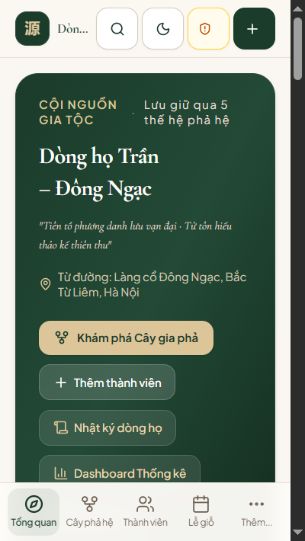 源 Dòn...
CỘI NGUỒN
GIA TỘC
·
Lưu giữ qua 5
thế hệ phả hệ
Dòng họ Trần
– Đông Ngạc
"Tiên tổ phương danh lưu vạn đại · Tử tôn hiếu
thảo kế thiên thu"
Từ đường: Làng cổ Đông Ngạc, Bắc
Từ Liêm, Hà Nội
Khám phá Cây gia phả
Thêm thành viên
Nhật ký dòng họ
Dashboard Thống kê
Tổng quan Cây phả hệ Thành viên Lễ giỗ Thêm...